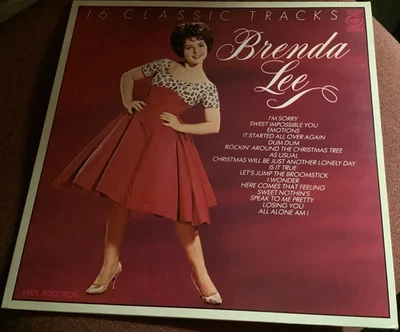 16 CLASSIC TRACKS
mfp
Brenda
Lee
I'M SORRY
SWEET IMPOSSIBLE YOU
EMOTIONS
IT STARTED ALL OVER AGAIN
DUM DUM
ROCKIN' AROUND THE CHRISTMAS TREE
AS USUAL
CHRISTMAS WILL BE JUST ANOTHER LONELY DAY
IS IT TRUE
LET'S JUMP THE BROOMSTICK
I WONDER
HERE COMES THAT FEELING
SWEET NOTHIN'S
SPEAK TO ME PRETTY
LOSING YOU
ALL ALONE AM I
MCA RECORDS